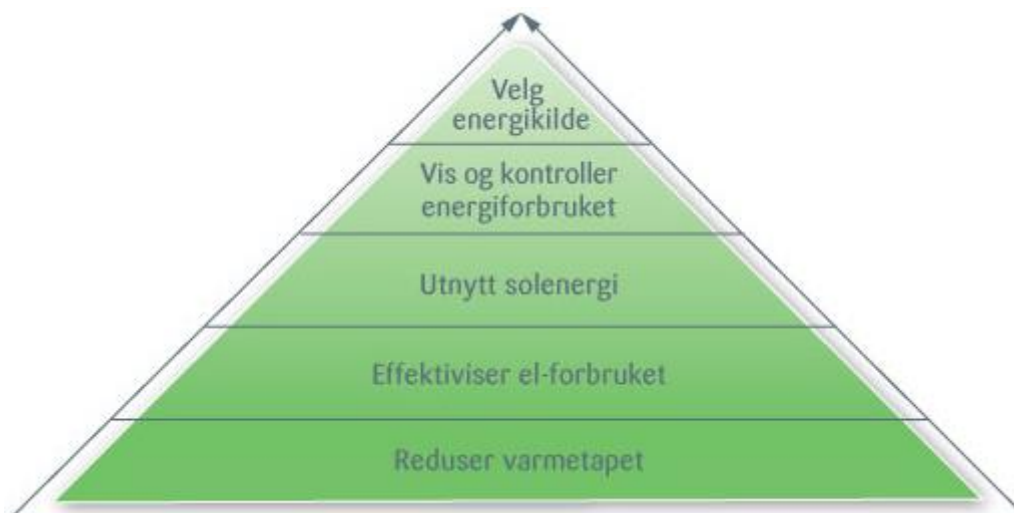 Velg
energikilde
Vis og kontroller
energiforbruket
Utnytt solenergi
Effektiviser el-forbruket
Reduser varmetapet